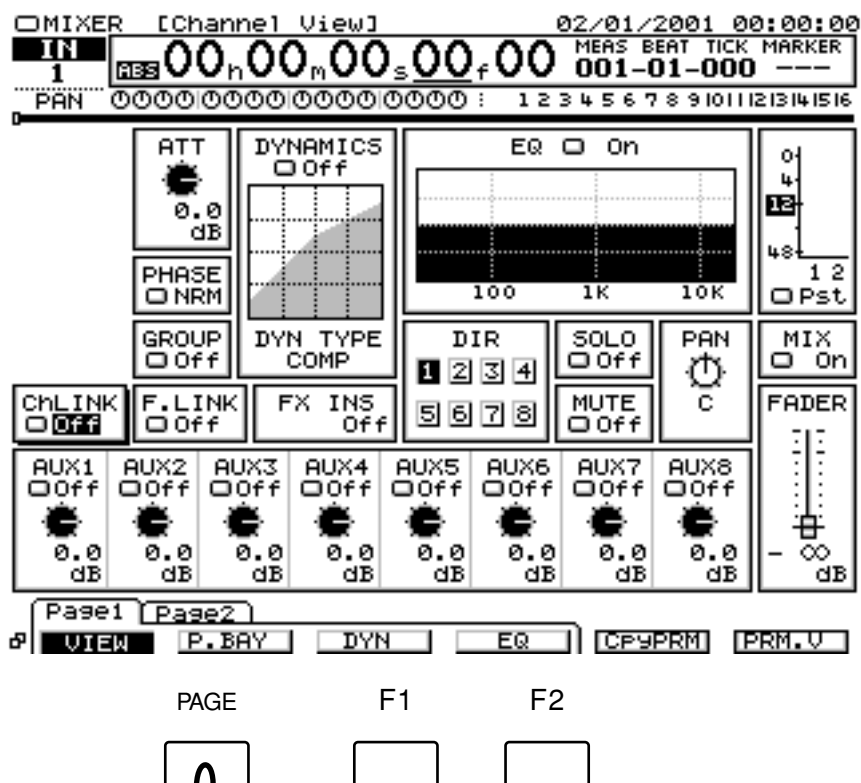 MIXER [Channel View] 02/01/2001 00:00:00
IN 1 ABS 00h00m00s00f00 MEAS BEAT TICK MARKER
001-01-000 ---
PAN 1 2 3 4 5 6 7 8 9 10 11 12 13 14 15 16
ATT
0.0
dB
DYNAMICS
Off
EQ On
100 1K 10K
0
4
12
48
1 2
Pst
PHASE
NRM
GROUP
Off
DYN TYPE
COMP
DIR
1 2 3 4
5 6 7 8
SOLO
Off
MUTE
Off
PAN
C
MIX
On
ChLINK
Off
F.LINK
Off
FX INS
Off
FADER
- ∞
dB
AUX1 AUX2 AUX3 AUX4 AUX5 AUX6 AUX7 AUX8
Off Off Off Off Off Off Off Off
0.0 0.0 0.0 0.0 0.0 0.0 0.0 0.0
dB dB dB dB dB dB dB dB
Page1 Page2
VIEW P.BAY DYN EQ CpyPRM PRM.V
PAGE F1 F2